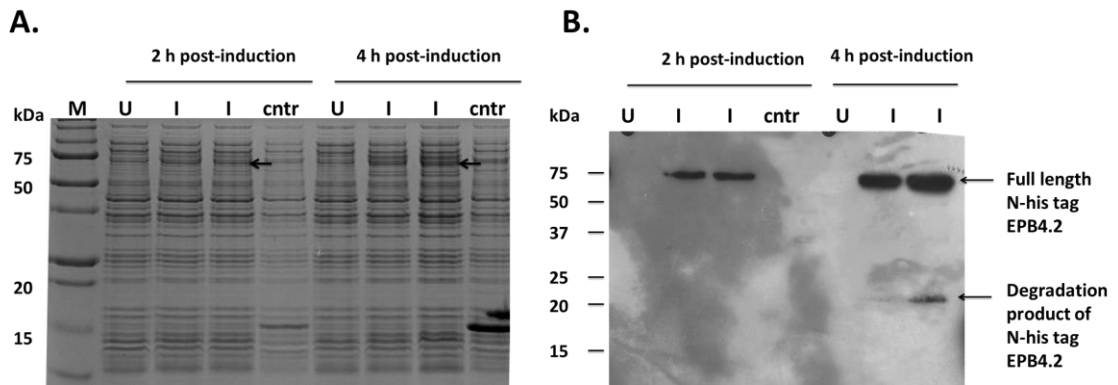 A.
2 h post-induction
4 h post-induction
kDa
M U I I cntr U I I cntr
75
50
20
15
B.
2 h post-induction
4 h post-induction
kDa
U I I cntr U I I
75
50
37
25
20
15
Full length
N-his tag
EPB4.2
Degradation
product of
N-his tag
EPB4.2